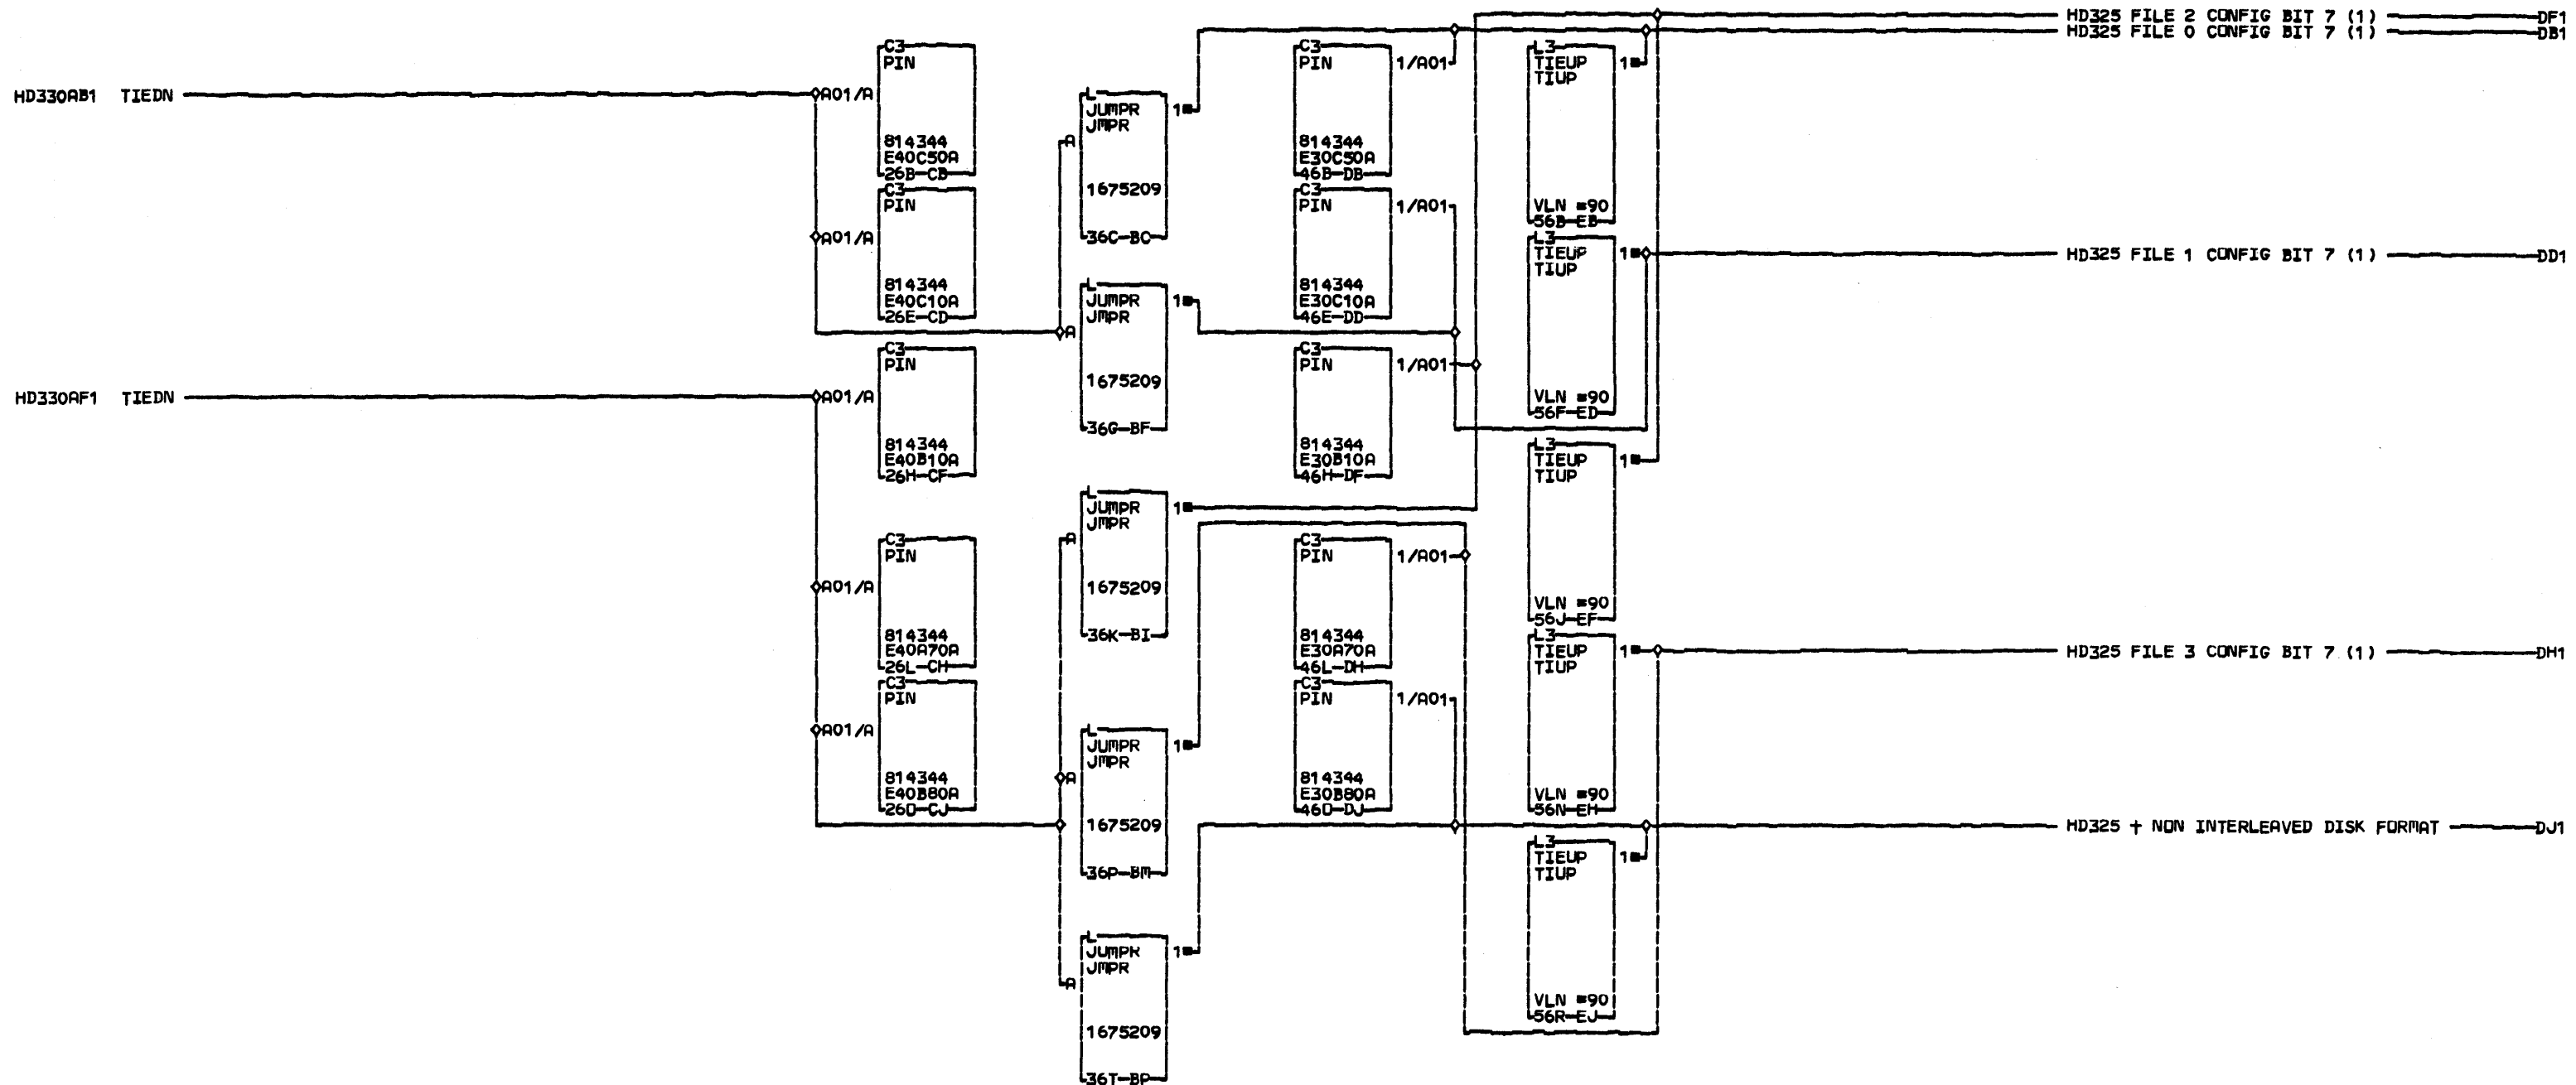 HD325 FILE 2 CONFIG BIT 7 (1) DF1
HD325 FILE 0 CONFIG BIT 7 (1) DB1
HD330AB1 TIEDN
A01/A
C3
PIN
814344
E40C50A
26B-CB
A01/A
C3
PIN
814344
E40C10A
26E-CD
A
L
JUMPR
JMPR
1
1675209
36C-BC
A
L
JUMPR
JMPR
1
1675209
36G-BF
C3
PIN
1/A01
814344
E30C50A
46B-DB
C3
PIN
1/A01
814344
E30C10A
46E-DD
L3
TIEUP
TIUP
1
VLN =90
56B-EB
L3
TIEUP
TIUP
1
VLN =90
56F-ED
HD325 FILE 1 CONFIG BIT 7 (1) DD1
HD330AF1 TIEDN
A01/A
C3
PIN
814344
E40B10A
26H-CF
A01/A
C3
PIN
814344
E40A70A
26L-CH
A01/A
C3
PIN
814344
E40B80A
26O-CJ
A
L
JUMPR
JMPR
1
1675209
36K-BI
A
L
JUMPR
JMPR
1
1675209
36P-BM
A
L
JUMPR
JMPR
1
1675209
36T-BP
C3
PIN
1/A01
814344
E30B10A
46H-DF
C3
PIN
1/A01
814344
E30A70A
46L-DH
C3
PIN
1/A01
814344
E30B80A
46O-DJ
L3
TIEUP
TIUP
1
VLN =90
56J-EF
L3
TIEUP
TIUP
1
VLN =90
56N-EH
L3
TIEUP
TIUP
1
VLN =90
56R-EJ
HD325 FILE 3 CONFIG BIT 7 (1) DH1
HD325 + NON INTERLEAVED DISK FORMAT DJ1